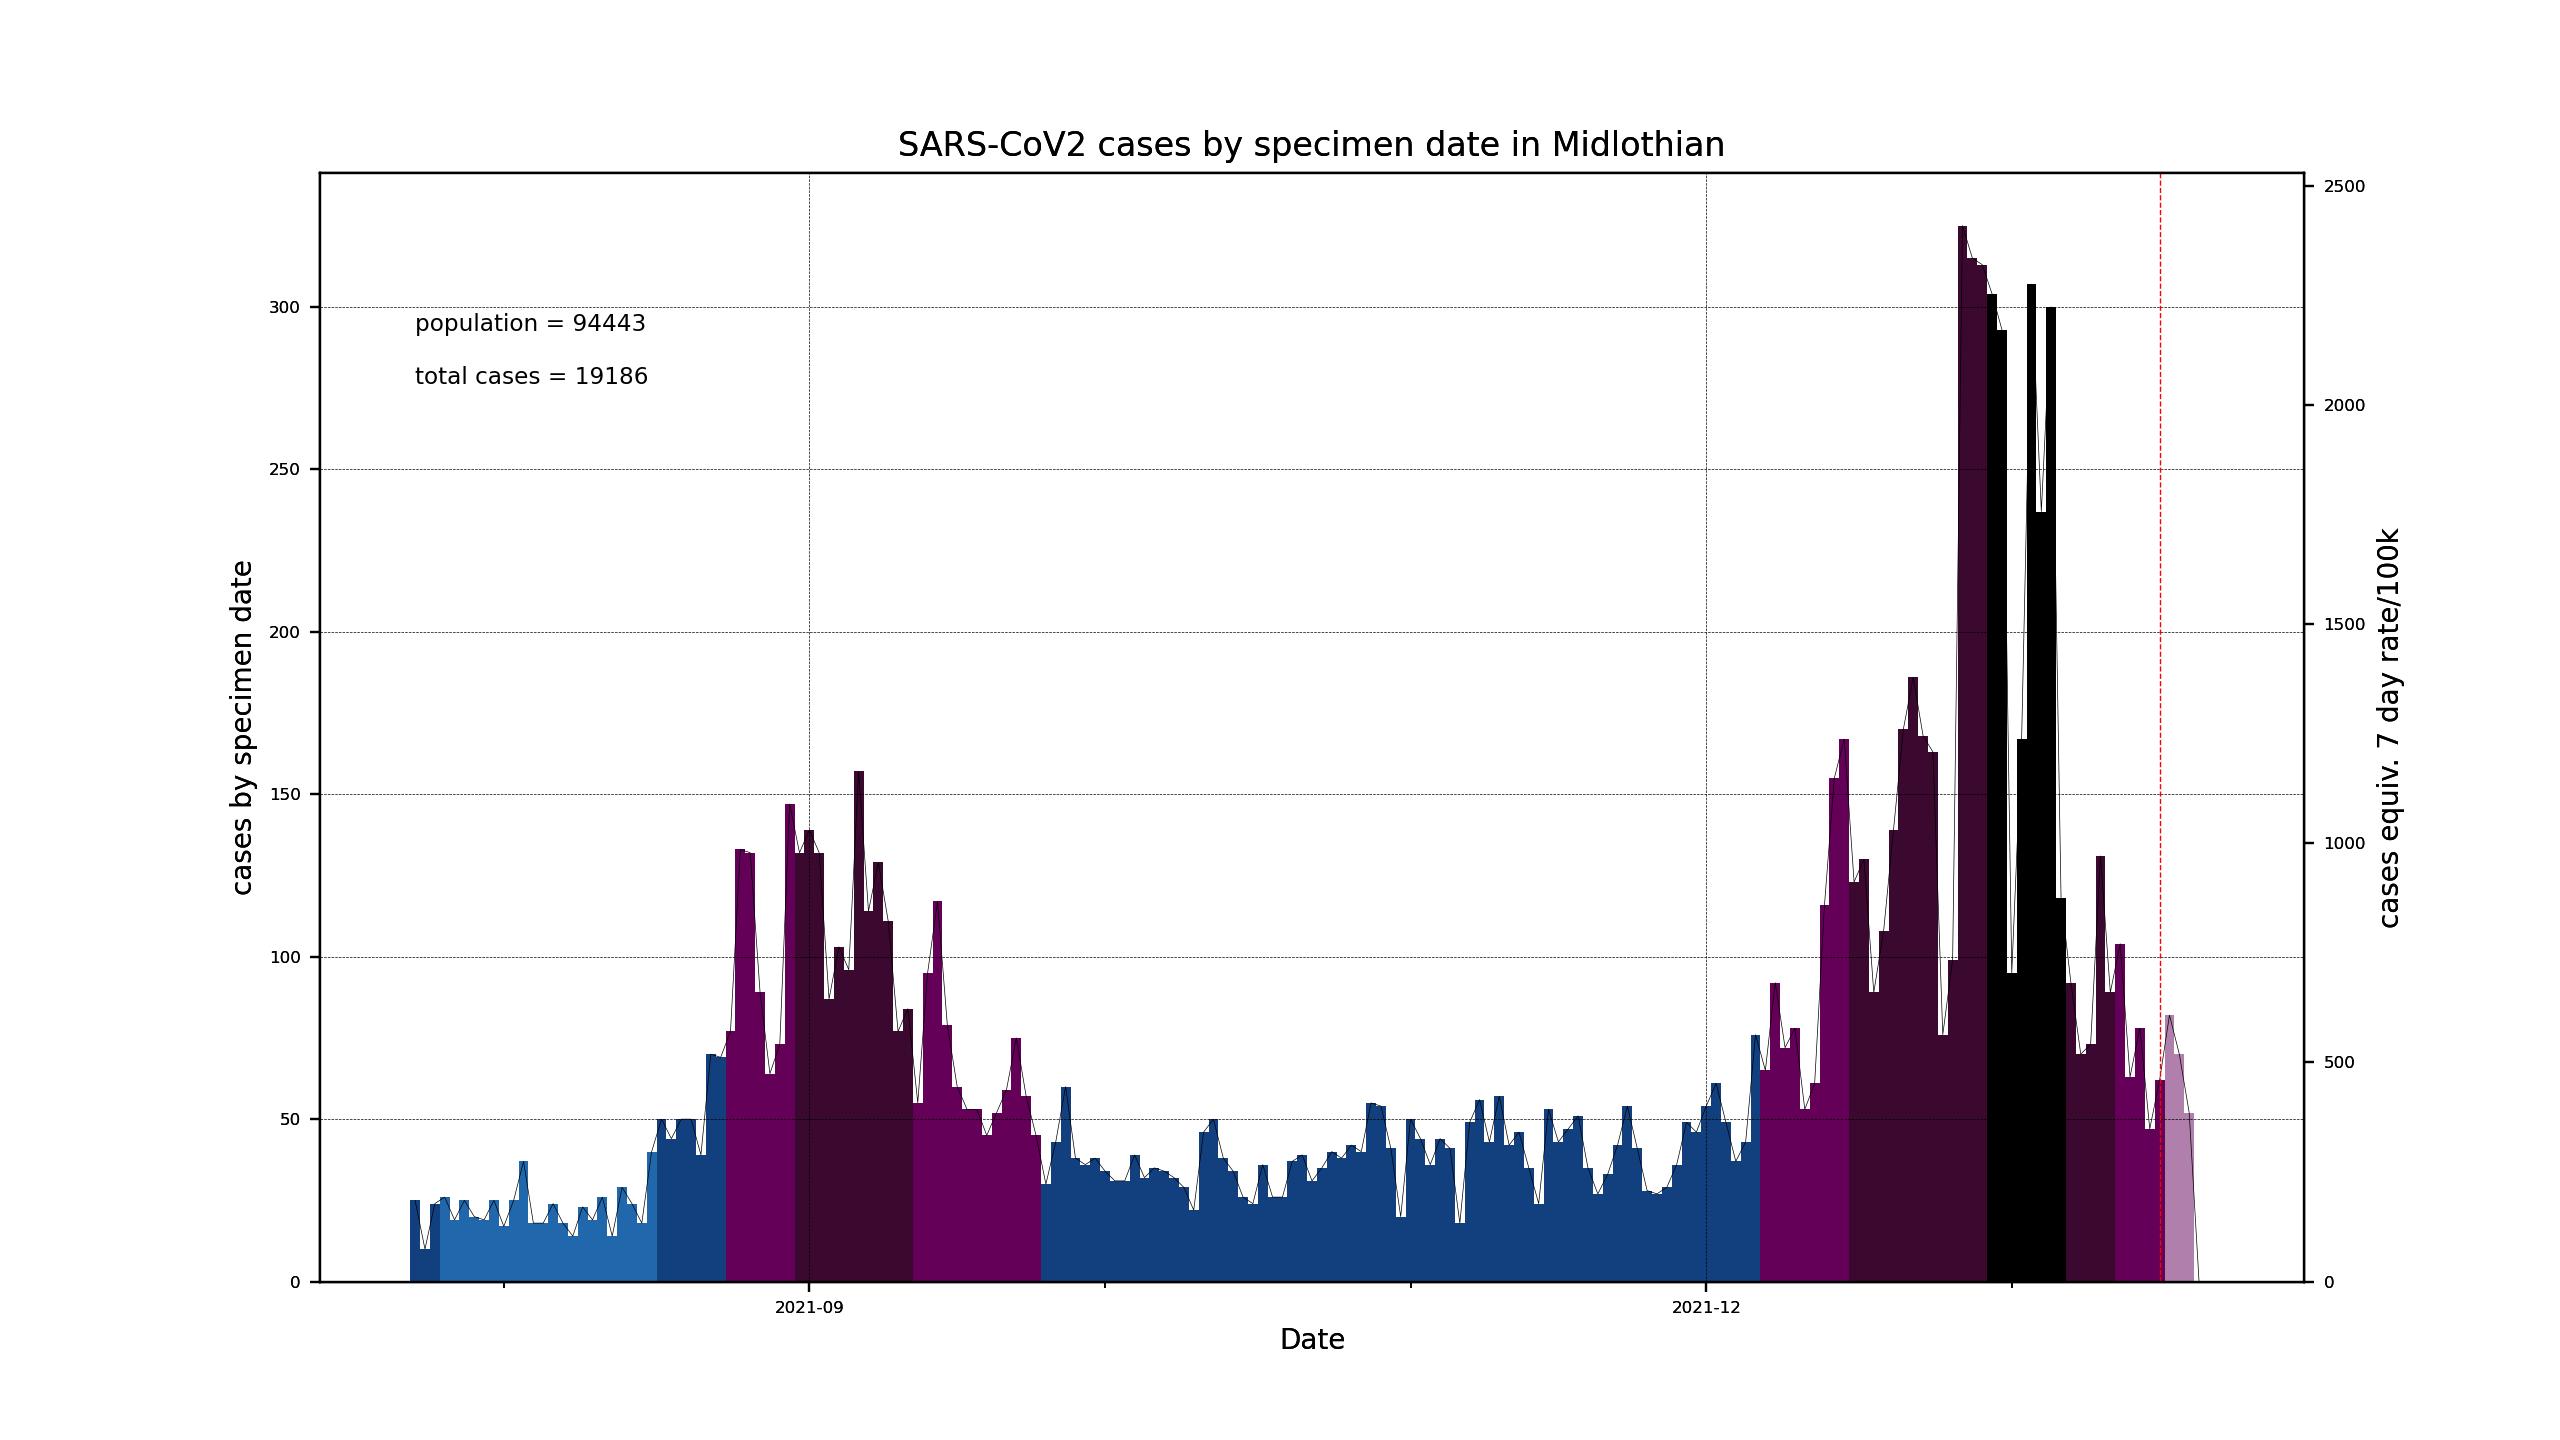 SARS-CoV2 cases by specimen date in Midlothian
population = 94443
total cases = 19186
cases by specimen date
300
250
200
150
100
50
0
2500
2000
1500
1000
500
0
cases equiv. 7 day rate/100k
2021-09
2021-12
Date